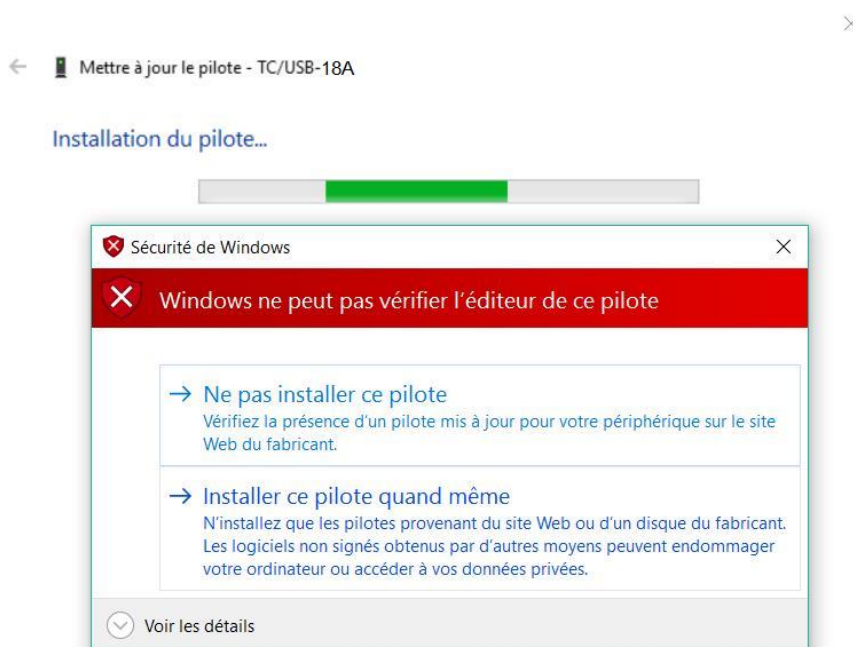 Mettre à jour le pilote - TC/USB-18A
Installation du pilote...
Sécurité de Windows
Windows ne peut pas vérifier l'éditeur de ce pilote
Ne pas installer ce pilote
Vérifiez la présence d'un pilote mis à jour pour votre périphérique sur le site
Web du fabricant.
Installer ce pilote quand même
N'installez que les pilotes provenant du site Web ou d'un disque du fabricant.
Les logiciels non signés obtenus par d'autres moyens peuvent endommager
votre ordinateur ou accéder à vos données privées.
Voir les détails